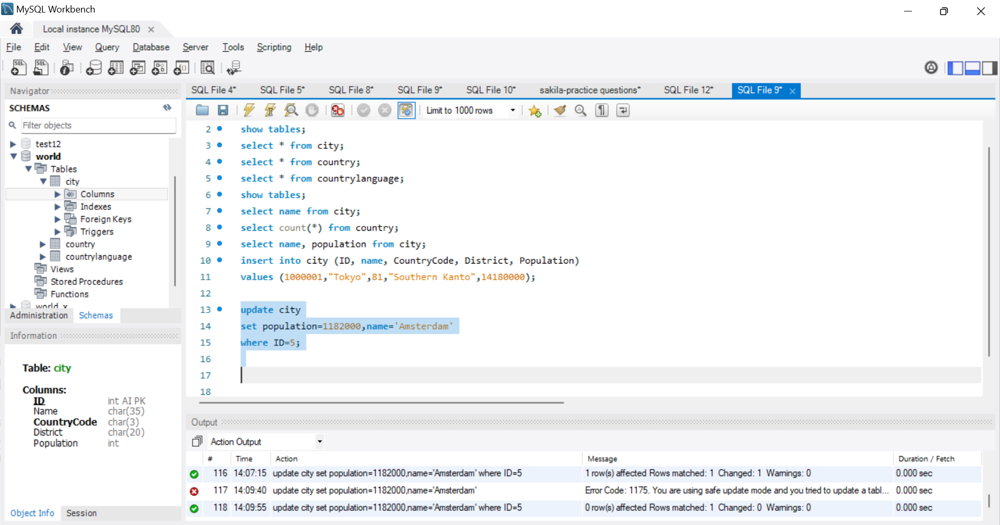 MySQL Workbench
Local instance MySQL80
File Edit View Query Database Server Tools Scripting Help
SQL SQL
Navigator
SCHEMAS
Filter objects
test12
world
Tables
city
Columns
Indexes
Foreign Keys
Triggers
country
countrylanguage
Views
Stored Procedures
Functions
world_x
Administration Schemas
Information
Table: city
Columns:
ID int AI PK
Name char(35)
CountryCode char(3)
District char(20)
Population int
Object Info Session
SQL File 4* SQL File 5* SQL File 8* SQL File 9* SQL File 10* sakila-practice questions* SQL File 12* SQL File 9*
Limit to 1000 rows
2 show tables;
3 select * from city;
4 select * from country;
5 select * from countrylanguage;
6 show tables;
7 select name from city;
8 select count(*) from country;
9 select name, population from city;
10 insert into city (ID, name, CountryCode, District, Population)
11 values (1000001,"Tokyo",81,"Southern Kanto",14180000);
12
13 update city
14 set population=1182000,name='Amsterdam'
15 where ID=5;
16
17
18
Output
Action Output
# Time Action Message Duration / Fetch
116 14:07:15 update city set population=1182000,name='Amsterdam' where ID=5 1 row(s) affected Rows matched: 1 Changed: 1 Warnings: 0 0.000 sec
117 14:09:40 update city set population=1182000,name='Amsterdam' Error Code: 1175. You are using safe update mode and you tried to update a tabl... 0.000 sec
118 14:09:55 update city set population=1182000,name='Amsterdam' where ID=5 0 row(s) affected Rows matched: 1 Changed: 0 Warnings: 0 0.000 sec